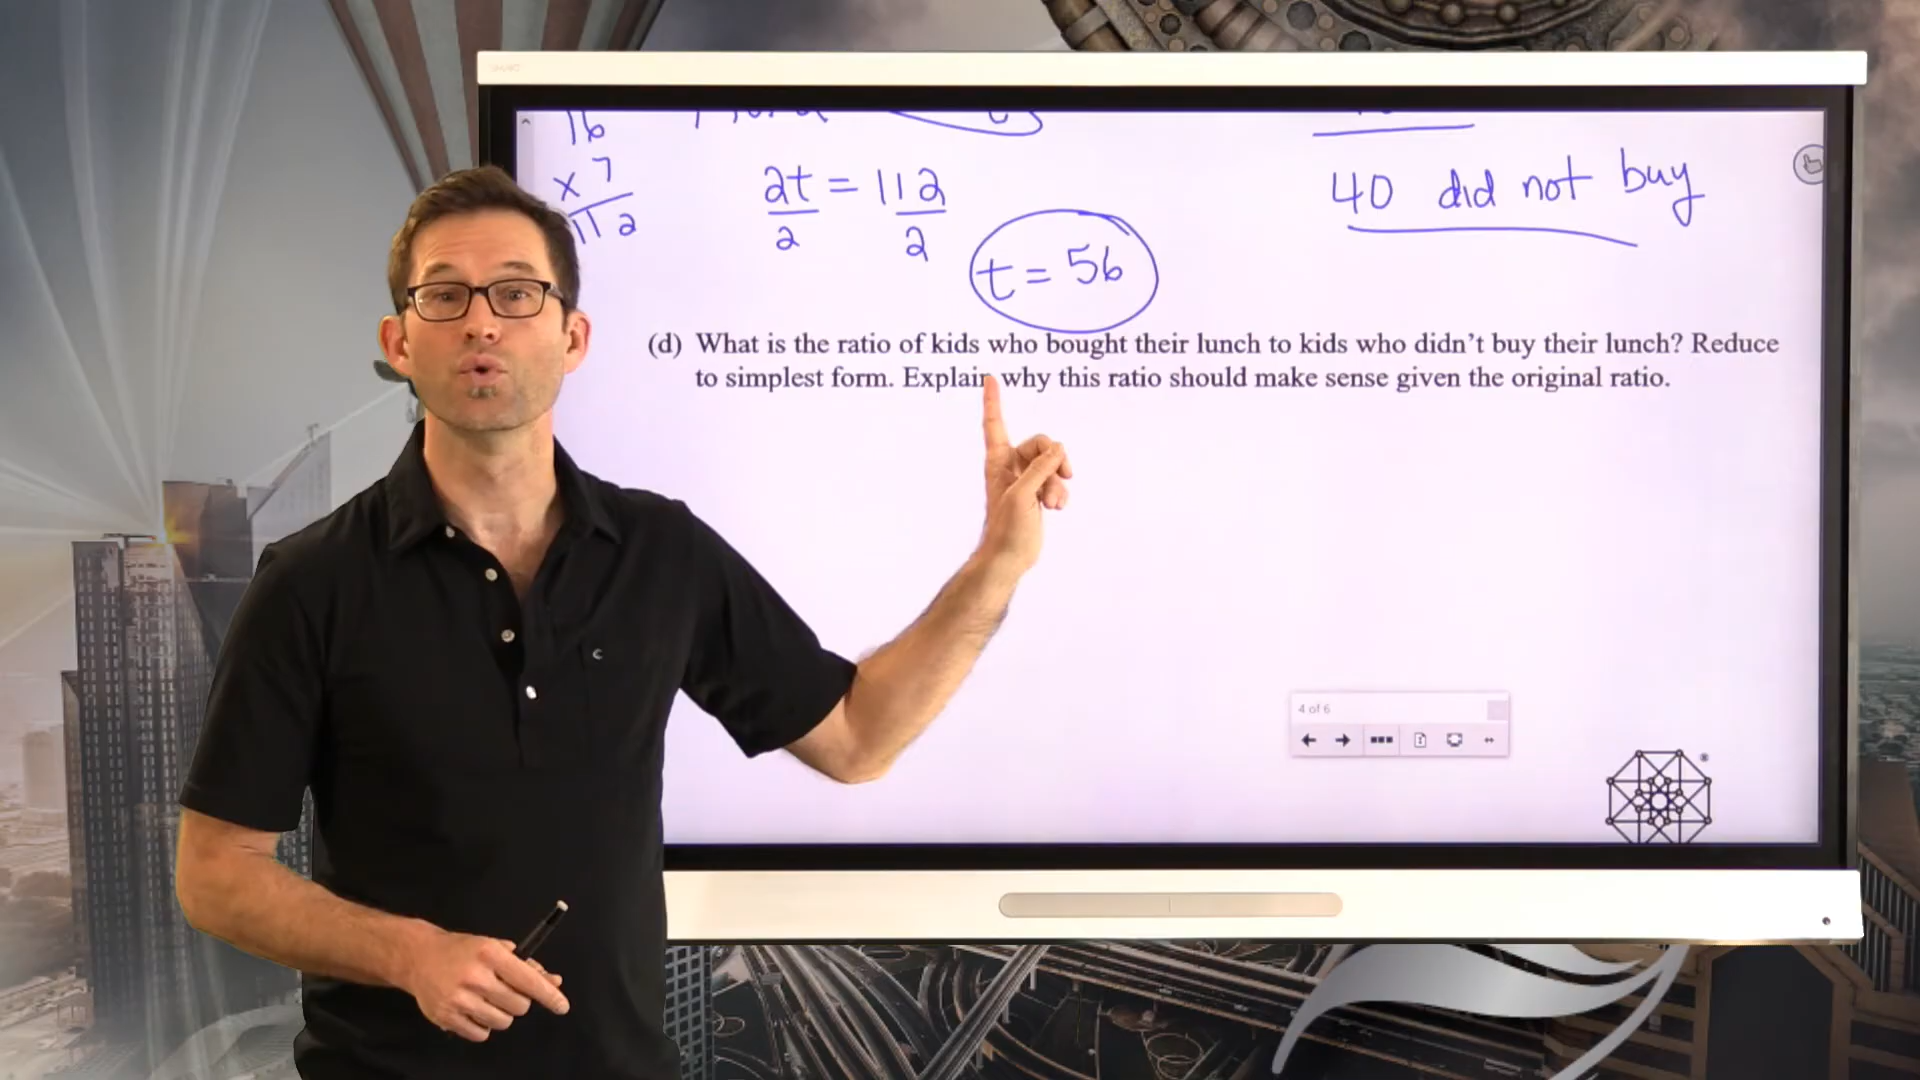 16
x 7
112
2t = 112
2 2
t = 56
40 did not buy
(d) What is the ratio of kids who bought their lunch to kids who didn't buy their lunch? Reduce
to simplest form. Explain why this ratio should make sense given the original ratio.
4 of 6